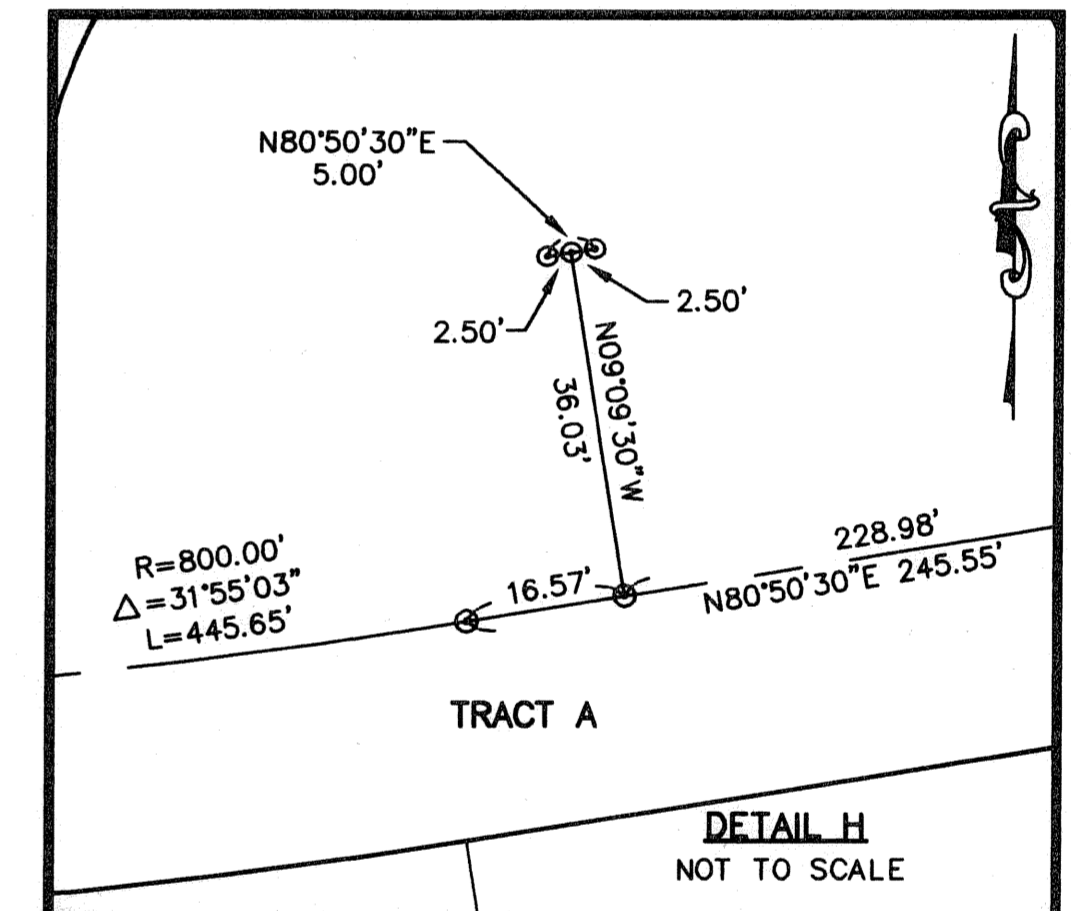 N80°50'30"E
5.00'
2.50'
2.50'
N09°09'30"W
36.03'
R=800.00'
Δ=31°55'03"
L=445.65'
16.57'
228.98'
N80°50'30"E 245.55'
TRACT A
DETAIL H
NOT TO SCALE